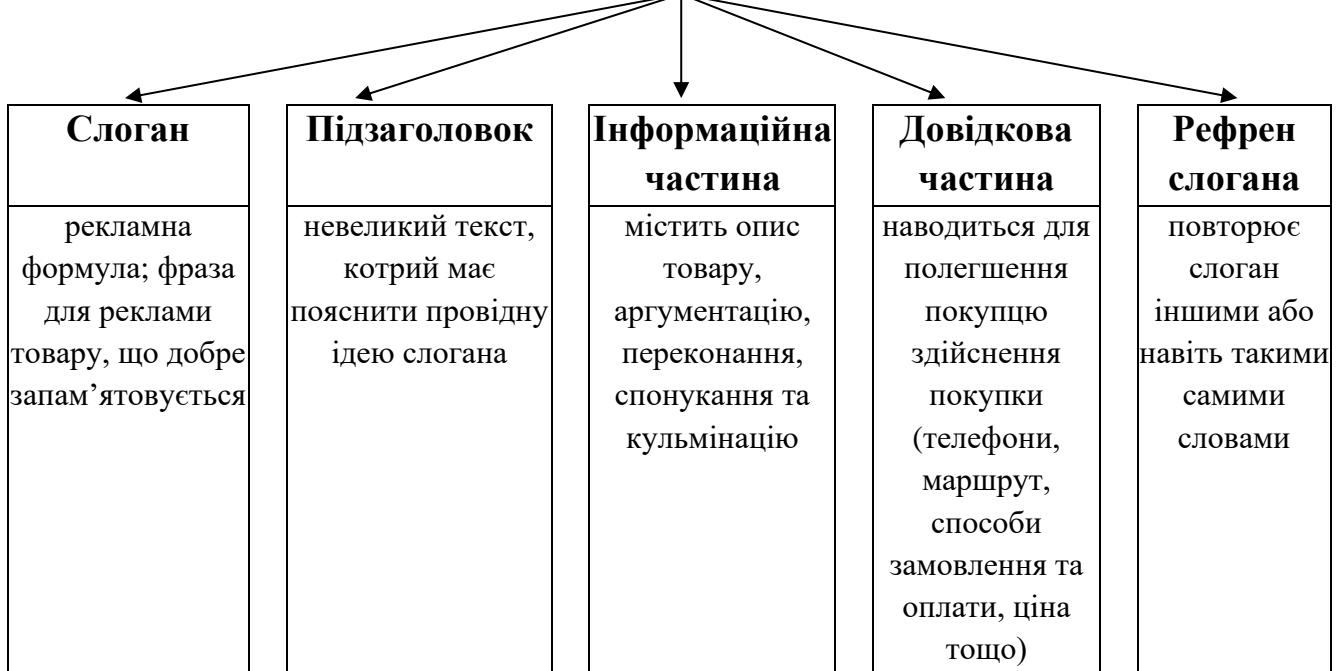 Слоган
рекламна
формула; фраза
для реклами
товару, що добре
запам’ятовується
Підзаголовок
невеликий текст,
котрий має
пояснити провідну
ідею слогана
Інформаційна
частина
містить опис
товару,
аргументацію,
переконання,
спонукання та
кульмінацію
Довідкова
частина
наводиться для
полегшення
покупцю
здійснення
покупки
(телефони,
маршрут,
способи
замовлення та
оплати, ціна
тощо)
Рефрен
слогана
повторює
слоган
іншими або
навіть такими
самими
словами